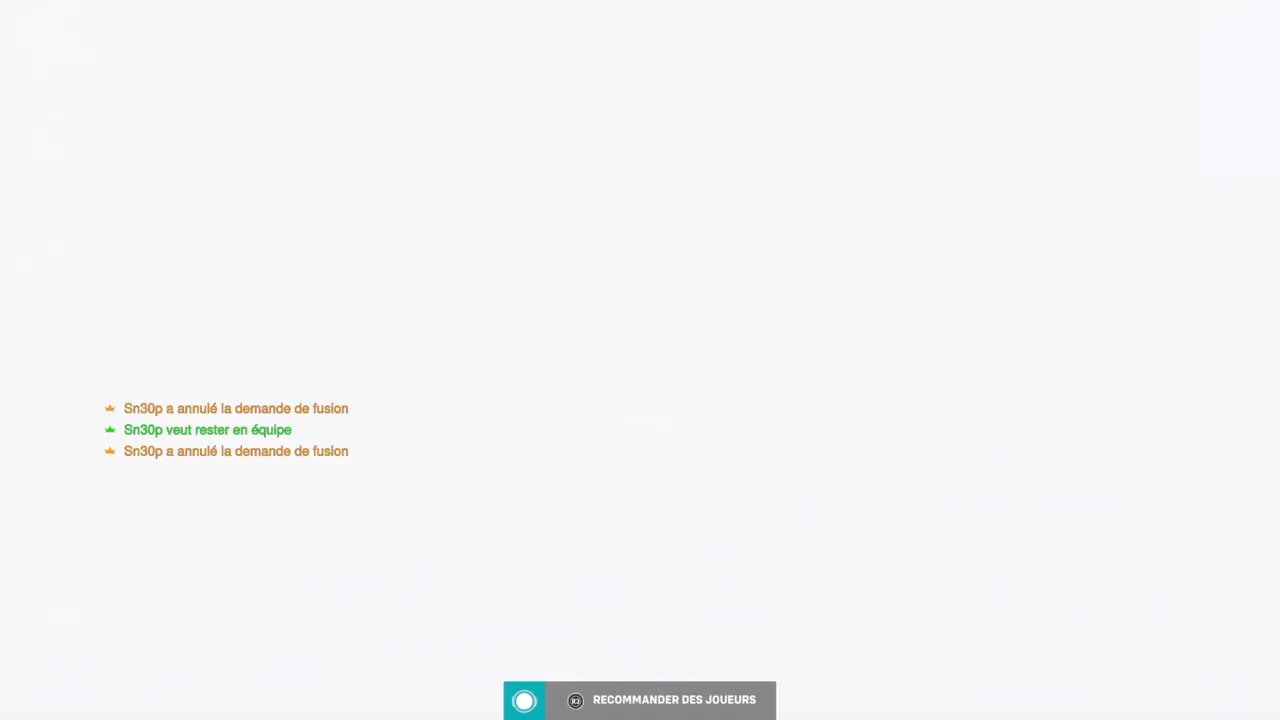 Sn30p a annulé la demande de fusion
Sn30p veut rester en équipe
Sn30p a annulé la demande de fusion
R3 RECOMMANDER DES JOUEURS